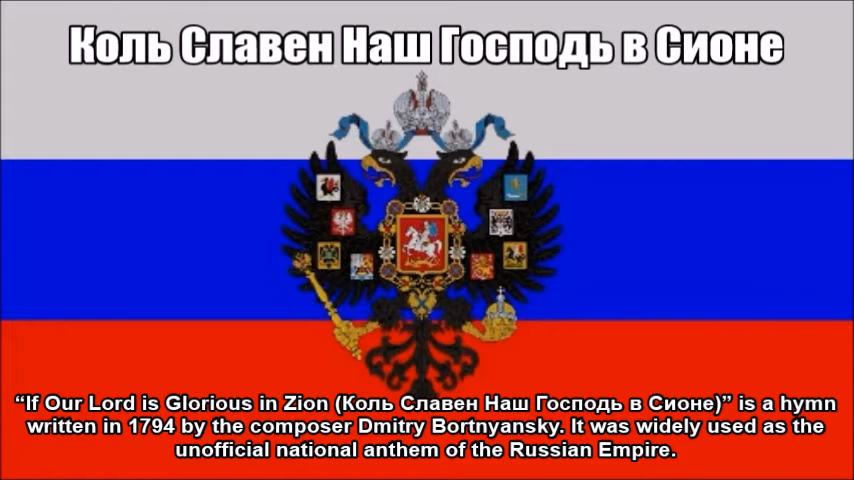 Коль Славен Наш Господь в Сионе
“If Our Lord is Glorious in Zion (Коль Славен Наш Господь в Сионе)” is a hymn
written in 1794 by the composer Dmitry Bortnyansky. It was widely used as the
unofficial national anthem of the Russian Empire.